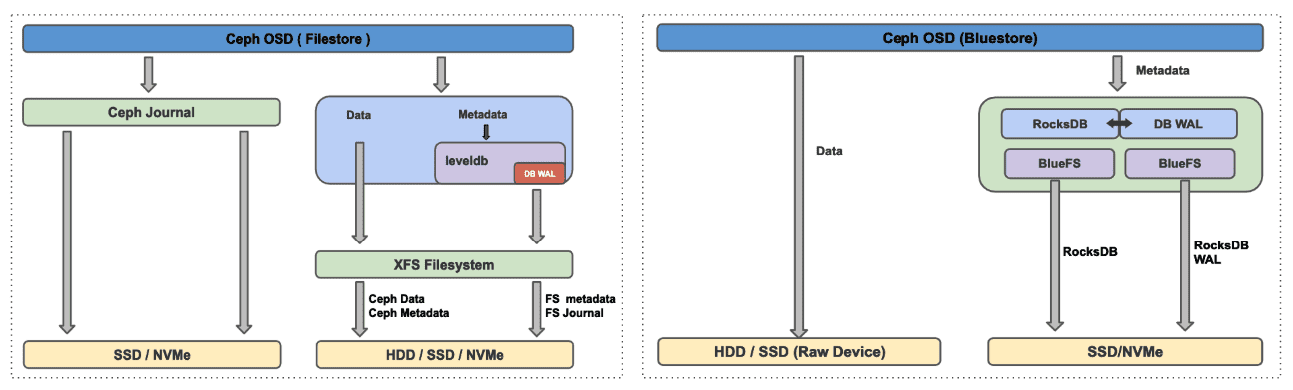 Ceph OSD ( Filestore )
Ceph Journal
Data
Metadata
leveldb
DB WAL
XFS Filesystem
Ceph Data
Ceph Metadata
FS metadata
FS Journal
SSD / NVMe
HDD / SSD / NVMe
Ceph OSD (Bluestore)
Metadata
RocksDB
DB WAL
BlueFS
BlueFS
Data
RocksDB
RocksDB
WAL
HDD / SSD (Raw Device)
SSD/NVMe